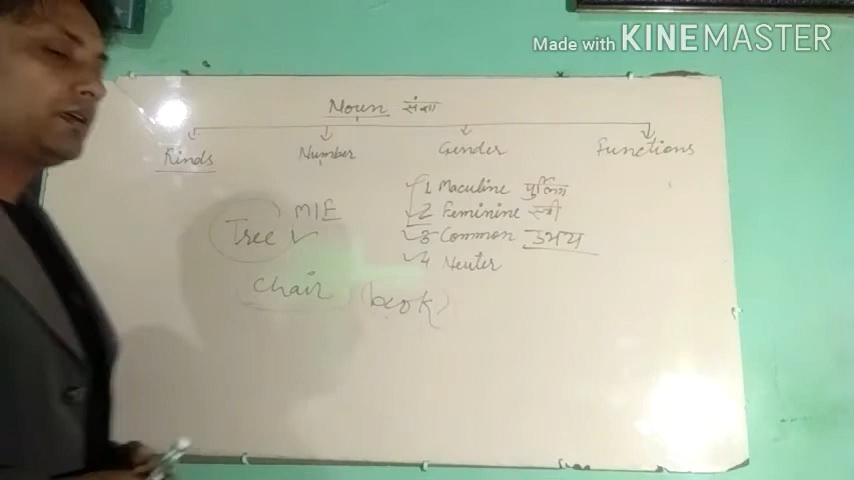 Made with KINEMASTER
Noun संज्ञा
Kinds Number Gender Functions
1 Maculine पुल्लिंग
2 Feminine स्त्री
3 Common उभय
4 Neuter
M/F
Tree
Chair book